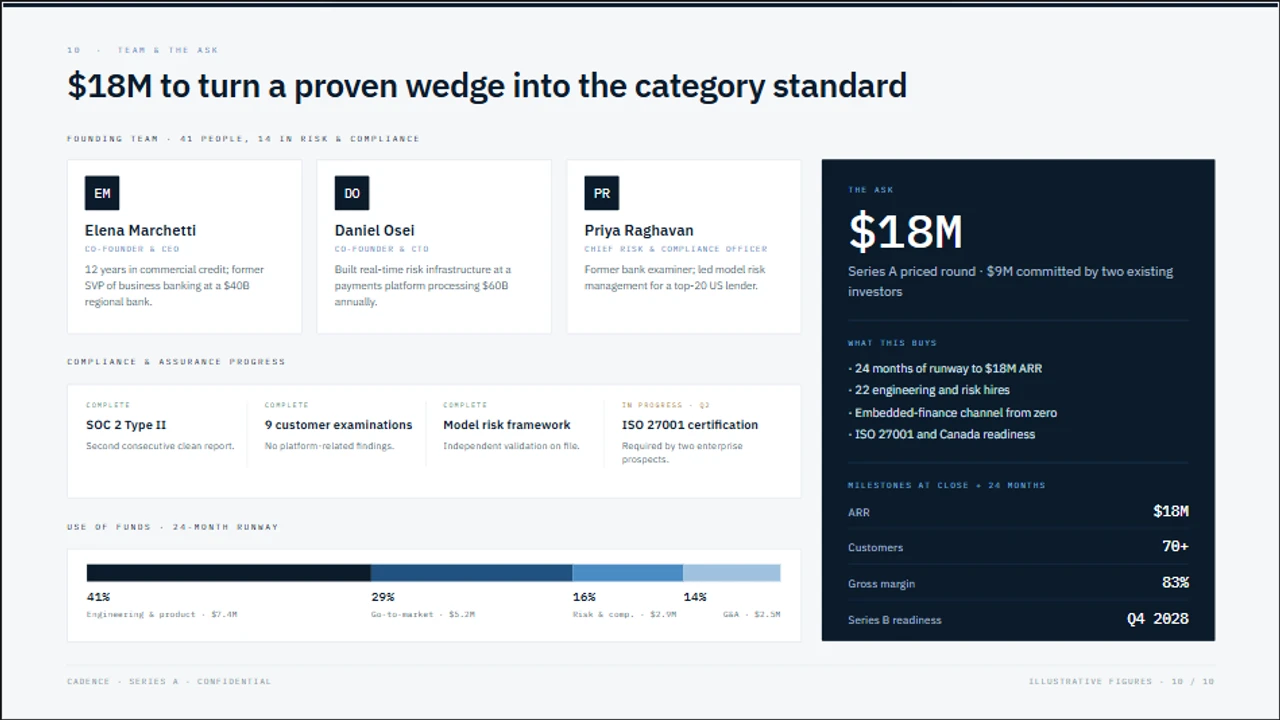 10 · TEAM & THE ASK
$18M to turn a proven wedge into the category standard
FOUNDING TEAM · 41 PEOPLE, 14 IN RISK & COMPLIANCE
EM
Elena Marchetti
CO-FOUNDER & CEO
12 years in commercial credit; former
SVP of business banking at a $40B
regional bank.
DO
Daniel Osei
CO-FOUNDER & CTO
Built real-time risk infrastructure at a
payments platform processing $60B
annually.
PR
Priya Raghavan
CHIEF RISK & COMPLIANCE OFFICER
Former bank examiner; led model risk
management for a top-20 US lender.
COMPLIANCE & ASSURANCE PROGRESS
COMPLETE
SOC 2 Type II
Second consecutive clean report.
COMPLETE
9 customer examinations
No platform-related findings.
COMPLETE
Model risk framework
Independent validation on file.
IN PROGRESS · Q2
ISO 27001 certification
Required by two enterprise
prospects.
USE OF FUNDS · 24-MONTH RUNWAY
41%
Engineering & product · $7.4M
29%
Go-to-market · $5.2M
16%
Risk & comp. · $2.9M
14%
G&A · $2.5M
THE ASK
$18M
Series A priced round · $9M committed by two existing
investors
WHAT THIS BUYS
· 24 months of runway to $18M ARR
· 22 engineering and risk hires
· Embedded-finance channel from zero
· ISO 27001 and Canada readiness
MILESTONES AT CLOSE + 24 MONTHS
ARR $18M
Customers 70+
Gross margin 83%
Series B readiness Q4 2028
CADENCE · SERIES A · CONFIDENTIAL
ILLUSTRATIVE FIGURES · 10 / 10